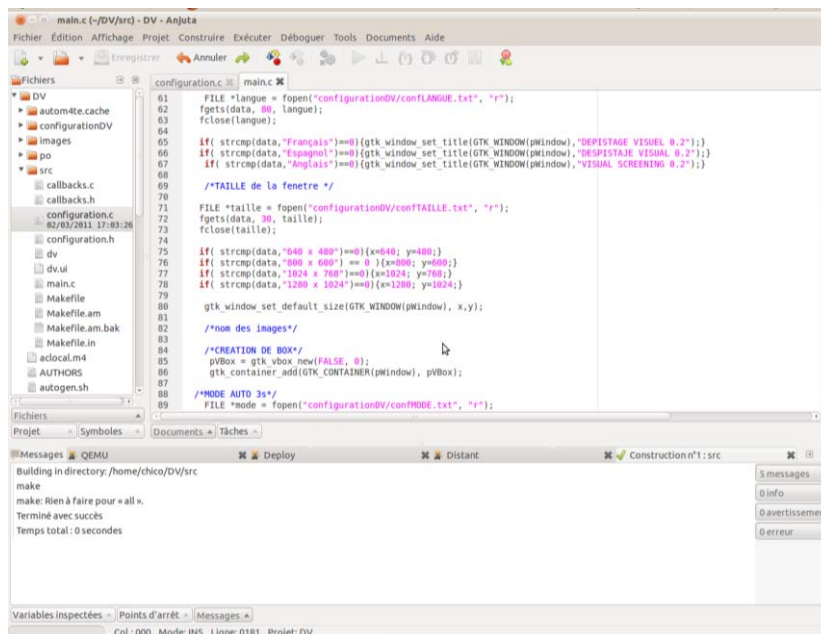 main.c (~/DV/src) - DV - Anjuta
Fichier Édition Affichage Projet Construire Exécuter Déboguer Tools Documents Aide
Enregistrer Annuler
Fichiers
configuration.c main.c
DV
autom4te.cache
configurationDV
images
po
src
callbacks.c
callbacks.h
configuration.c
02/03/2011 17:03:26
configuration.h
dv
dv.ui
main.c
Makefile
Makefile.am
Makefile.am.bak
Makefile.in
aclocal.m4
AUTHORS
autogen.sh
Fichiers
Projet Symboles
61 FILE *langue = fopen("configurationDV/confLANGUE.txt", "r");
62 fgets(data, 80, langue);
63 fclose(langue);
64
65 if( strcmp(data,"Français")==0){gtk_window_set_title(GTK_WINDOW(pWindow),"DEPISTAGE VISUEL 0.2");}
66 if( strcmp(data,"Espagnol")==0){gtk_window_set_title(GTK_WINDOW(pWindow),"DESPISTAJE VISUAL 0.2");}
67 if( strcmp(data,"Anglais")==0){gtk_window_set_title(GTK_WINDOW(pWindow),"VISUAL SCREENING 0.2");}
68
69 /*TAILLE de la fenetre */
70
71 FILE *taille = fopen("configurationDV/confTAILLE.txt", "r");
72 fgets(data, 30, taille);
73 fclose(taille);
74
75 if( strcmp(data,"640 x 480")==0){x=640; y=480;}
76 if( strcmp(data,"800 x 600") == 0 ){x=800; y=600;}
77 if( strcmp(data,"1024 x 768")==0){x=1024; y=768;}
78 if( strcmp(data,"1280 x 1024")==0){x=1280; y=1024;}
79
80 gtk_window_set_default_size(GTK_WINDOW(pWindow), x,y);
81
82 /*nom des images*/
83
84 /*CREATION DE BOX*/
85 pVBox = gtk_vbox_new(FALSE, 0);
86 gtk_container_add(GTK_CONTAINER(pWindow), pVBox);
87
88 /*MODE AUTO 3s*/
89 FILE *mode = fopen("configurationDV/confMODE.txt", "r");
Documents Tâches
Messages QEMU Deploy Distant Construction n°1 : src
Building in directory: /home/chico/DV/src
make
make: Rien à faire pour « all ».
Terminé avec succès
Temps total : 0 secondes
5 messages
0 info
0 avertisseme
0 erreur
Variables inspectées Points d'arrêt Messages
Col : 000 Mode: INS Ligne: 0181 Projet: DV